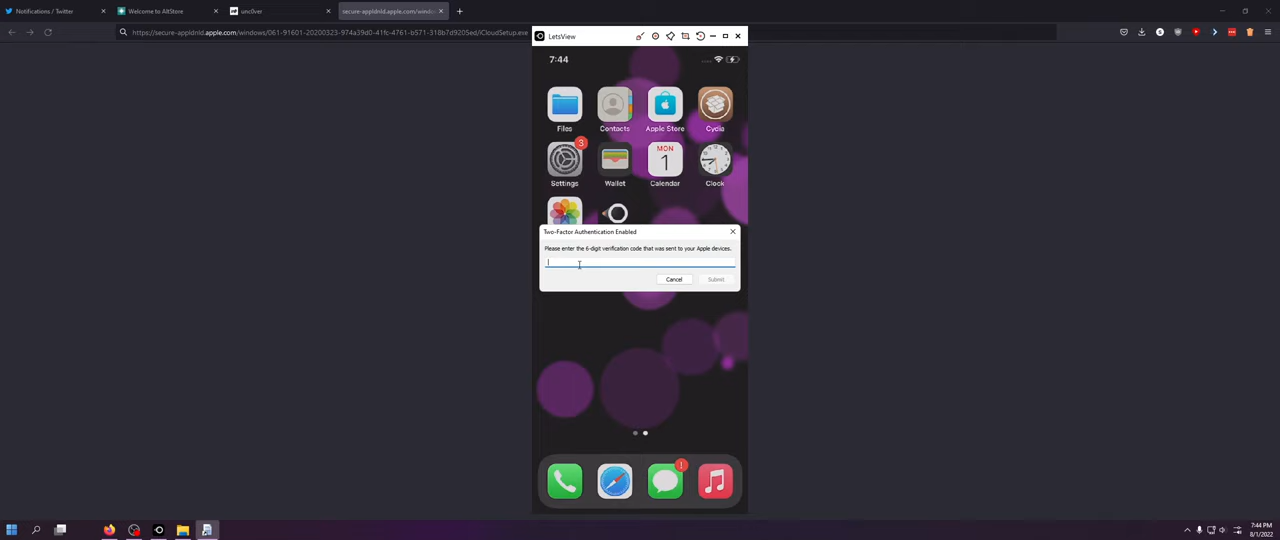 Notifications / Twitter
Welcome to AltStore
unc0ver
secure-appldnld.apple.com/windo
https://secure-appldnld.apple.com/windows/061-91601-20200323-974a39d0-41fc-4761-b571-318b7d9205ed/iCloudSetup.exe
LetsView
7:44
Files
Contacts
Apple Store
Cydia
3
MON
1
Settings
Wallet
Calendar
Clock
Two-Factor Authentication Enabled
Please enter the 6-digit verification code that was sent to your Apple devices.
Cancel
Submit
!
7:44 PM
8/1/2022